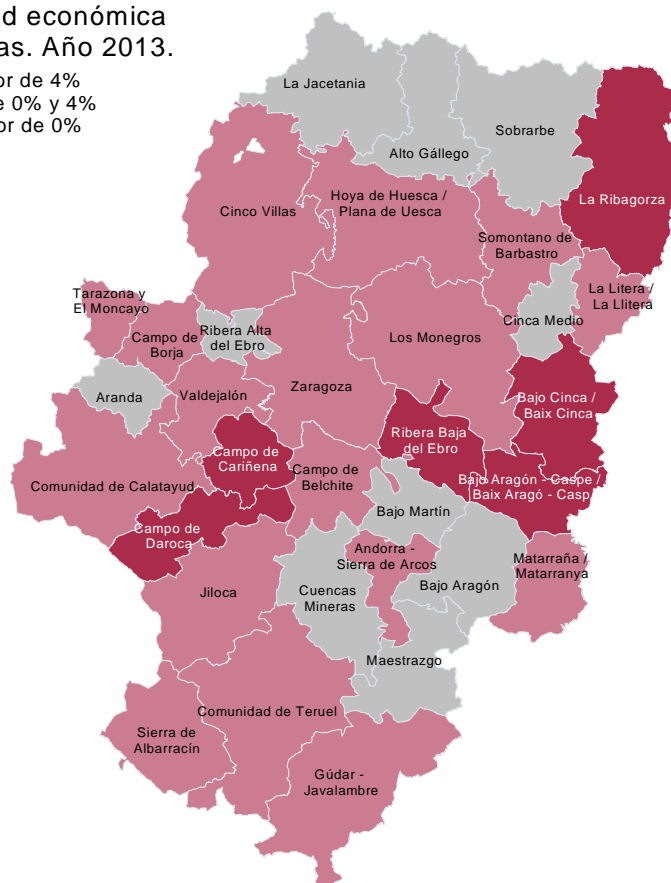 d económica
as. Año 2013.
or de 4%
e 0% y 4%
or de 0%
La Jacetania
Alto Gállego
Sobrarbe
La Ribagorza
Cinco Villas
Hoya de Huesca /
Plana de Uesca
Somontano de
Barbastro
La Litera /
La Llitera
Tarazona y
El Moncayo
Campo de
Borja
Ribera Alta
del Ebro
Los Monegros
Cinca Medio
Aranda
Valdejalón
Zaragoza
Bajo Cinca /
Baix Cinca
Campo de
Cariñena
Ribera Baja
del Ebro
Comunidad de Calatayud
Campo de
Belchite
Bajo Aragón - Caspe /
Baix Aragó - Casp
Bajo Martín
Campo de
Daroca
Andorra -
Sierra de Arcos
Matarraña /
Matarranya
Jiloca
Cuencas
Mineras
Bajo Aragón
Maestrazgo
Comunidad de Teruel
Sierra de
Albarracín
Gúdar -
Javalambre